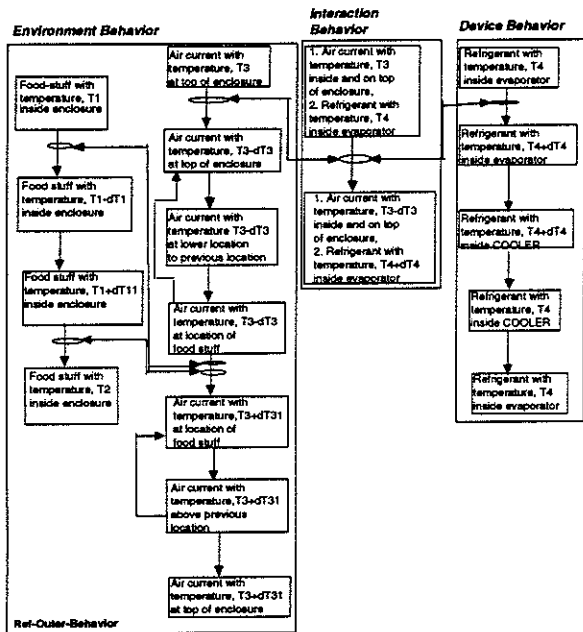 Environment Behavior
Interaction
Behavior
Device Behavior
Food-stuff with
temperature, T1
inside enclosure
Food stuff with
temperature, T1-dT1
inside enclosure
Food stuff with
temperature, T1+dT11
inside enclosure
Food stuff with
temperature, T2
inside enclosure
Air current with
temperature, T3
at top of enclosure
Air current with
temperature, T3-dT3
at top of enclosure
Air current with
temperature T3-dT3
at lower location
to previous location
Air current with
temperature, T3-dT3
at location of
food stuff
Air current with
temperature,T3+dT31
at location of
food stuff
Air current with
temperature,T3+dT31
above previous
location
Air current with
temperature,T3+dT31
at top of enclosure
Ref-Outer-Behavior
1. Air current with
temperature, T3
inside and on top
of enclosure,
2. Refrigerant with
temperature, T4
inside evaporator
1. Air current with
temperature, T3-dT3
inside and on top
of enclosure,
2. Refrigerant with
temperature, T4+dT4
inside evaporator
Refrigerant with
temperature, T4
inside evaporator
Refrigerant with
temperature, T4+dT4
inside evaporator
Refrigerant with
temperature, T4+dT4
inside COOLER
Refrigerant with
temperature, T4
inside COOLER
Refrigerant with
temperature, T4
inside evaporator